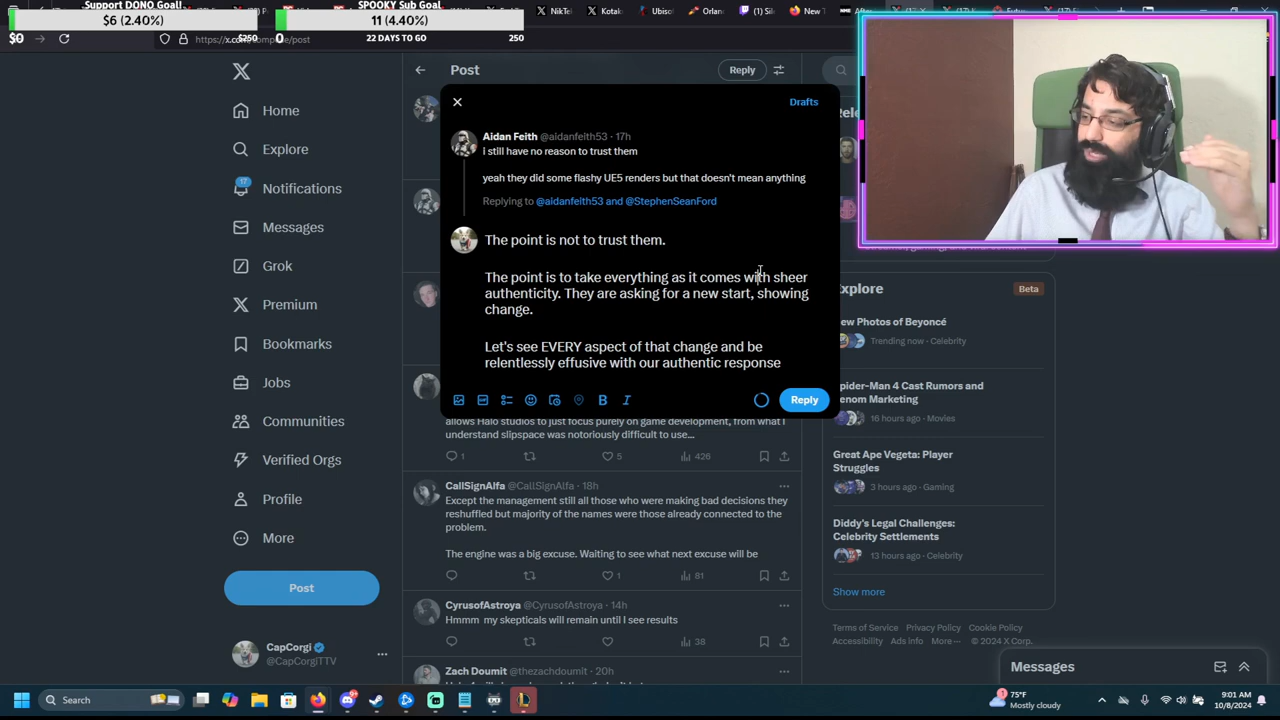 Support DONO Goal!
$6 (2.40%)
$0
$250
SPOOKY Sub Goal
11 (4.40%)
0
22 DAYS TO GO
250
NikTel
Kotak
Ubiso
Orlan
(1) S
New T
After
https://x.com/compose/post
Home
Explore
17
Notifications
Messages
Grok
Premium
Bookmarks
Jobs
Communities
Verified Orgs
Profile
More
Post
CapCorgi
@CapCorgiTTV
Post
Reply
Drafts
Aidan Feith @aidanfeith53 · 17h
i still have no reason to trust them
yeah they did some flashy UE5 renders but that doesn't mean anything
Replying to @aidanfeith53 and @StephenSeanFord
The point is not to trust them.
The point is to take everything as it comes with sheer
authenticity. They are asking for a new start, showing
change.
Let's see EVERY aspect of that change and be
relentlessly effusive with our authentic response
Reply
allows Halo studios to just focus purely on game development, from what I
understand slipspace was notoriously difficult to use...
1
5
426
CallSignAlfa @CallSignAlfa · 18h
Except the management still all those who were making bad decisions they
reshuffled but majority of the names were those already connected to the
problem.
The engine was a big excuse. Waiting to see what next excuse will be
1
81
CyrusofAstroya @CyrusofAstroya · 14h
Hmmm my skepticals will remain until I see results
38
Zach Doumit @thezachdoumit · 20h
Explore
Beta
New Photos of Beyoncé
Trending now · Celebrity
Spider-Man 4 Cast Rumors and
Venom Marketing
16 hours ago · Movies
Great Ape Vegeta: Player
Struggles
3 hours ago · Gaming
Diddy's Legal Challenges:
Celebrity Settlements
13 hours ago · Celebrity
Show more
Terms of Service Privacy Policy Cookie Policy
Accessibility Ads info More ··· © 2024 X Corp.
Messages
Search
1
75°F
Mostly cloudy
9:01 AM
10/8/2024